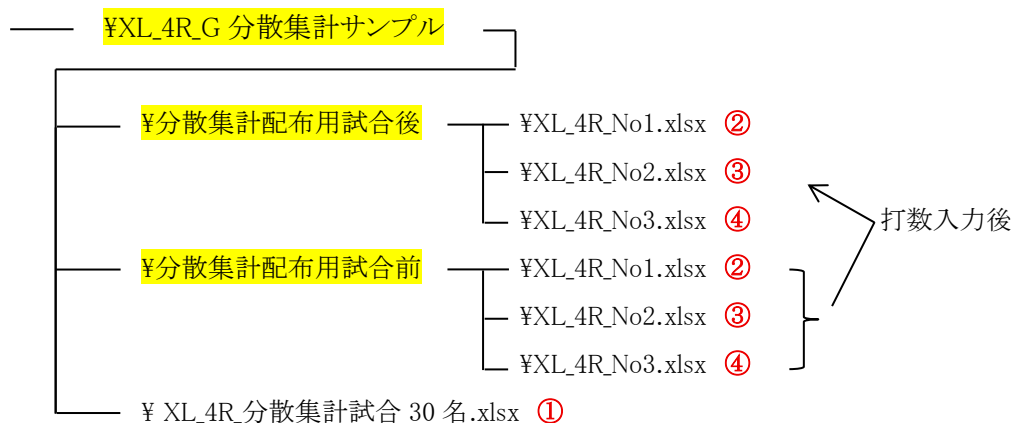 ¥XL_4R_G 分散集計サンプル
¥分散集計配布用試合後
¥XL_4R_No1.xlsx ②
¥XL_4R_No2.xlsx ③
¥XL_4R_No3.xlsx ④
打数入力後
¥分散集計配布用試合前
¥XL_4R_No1.xlsx ②
¥XL_4R_No2.xlsx ③
¥XL_4R_No3.xlsx ④
¥ XL_4R_分散集計試合 30 名.xlsx ①